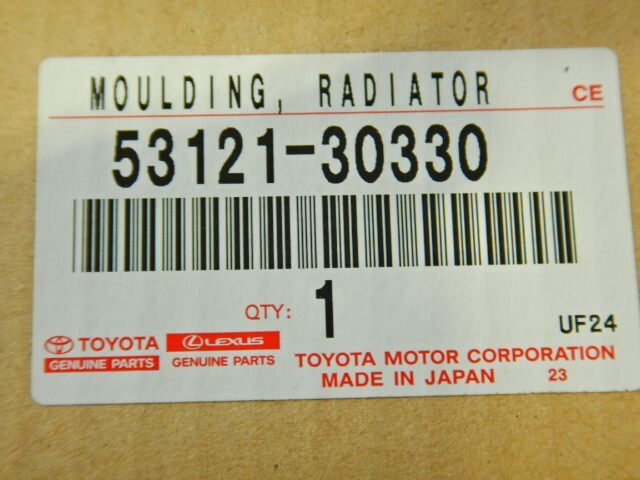 MOULDING, RADIATOR
CE
53121-30330
QTY: 1
UF24
TOYOTA
GENUINE PARTS
LEXUS
GENUINE PARTS
TOYOTA MOTOR CORPORATION
MADE IN JAPAN 23